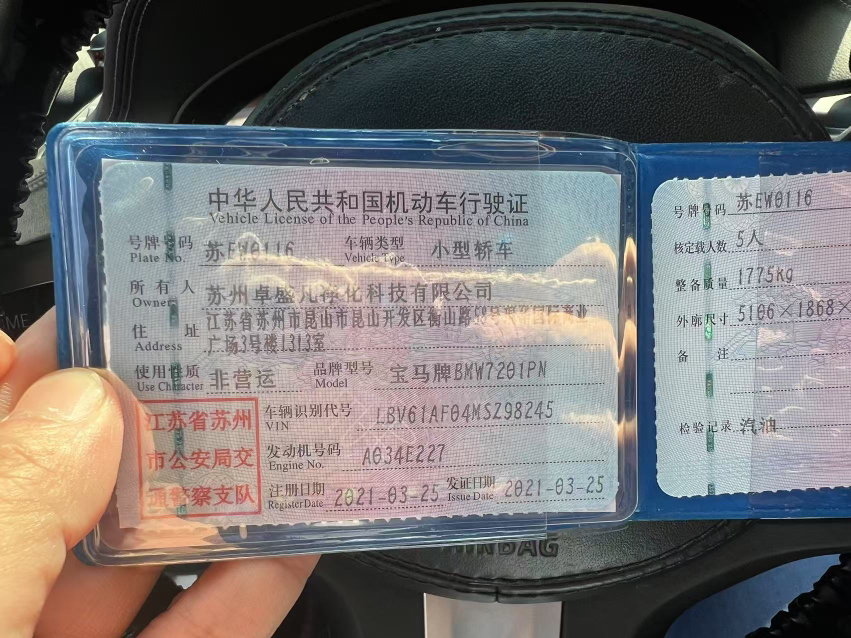 中华人民共和国机动车行驶证
Vehicle License of the People's Republic of China
号牌号码 苏EW0116 车辆类型 小型轿车
Plate No. Vehicle Type
所有人 苏州卓盛凡净化科技有限公司
Owner
住址 江苏省苏州市昆山市昆山开发区衡山路 国际商业
Address 广场3号楼1313室
使用性质 非营运 品牌型号 宝马牌BMW7201PN
Use Character Model
江苏省苏州
市公安局交
通警察支队
车辆识别代号 LBV61AF04MSZ98245
VIN
发动机号码 A034E227
Engine No.
注册日期 2021-03-25 发证日期 2021-03-25
Register Date Issue Date
号牌号码 苏EW0116
核定载人数 5人
整备质量 1775kg
外廓尺寸 5106×1868×
备注
检验记录 汽油
AIRBAG